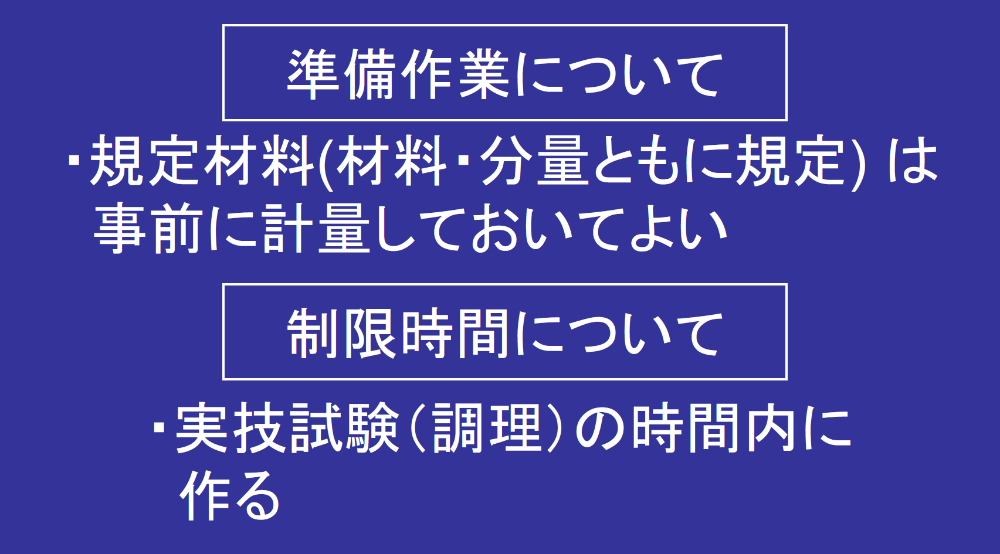 準備作業について
・規定材料(材料・分量ともに規定) は
事前に計量しておいてよい
制限時間について
・実技試験（調理）の時間内に
作る